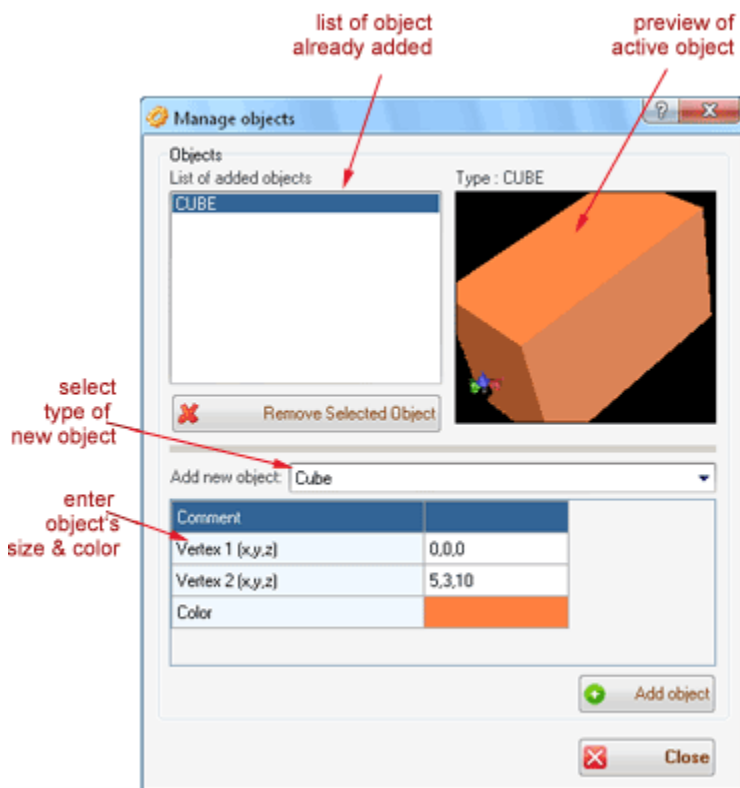 list of object
already added
preview of
active object
Manage objects
?
Objects
List of added objects
Type : CUBE
CUBE
Remove Selected Object
select
type of
new object
Add new object:
Cube
enter
object's
size & color
Comment
Vertex 1 (x,y,z)
0,0,0
Vertex 2 (x,y,z)
5,3,10
Color
Add object
Close